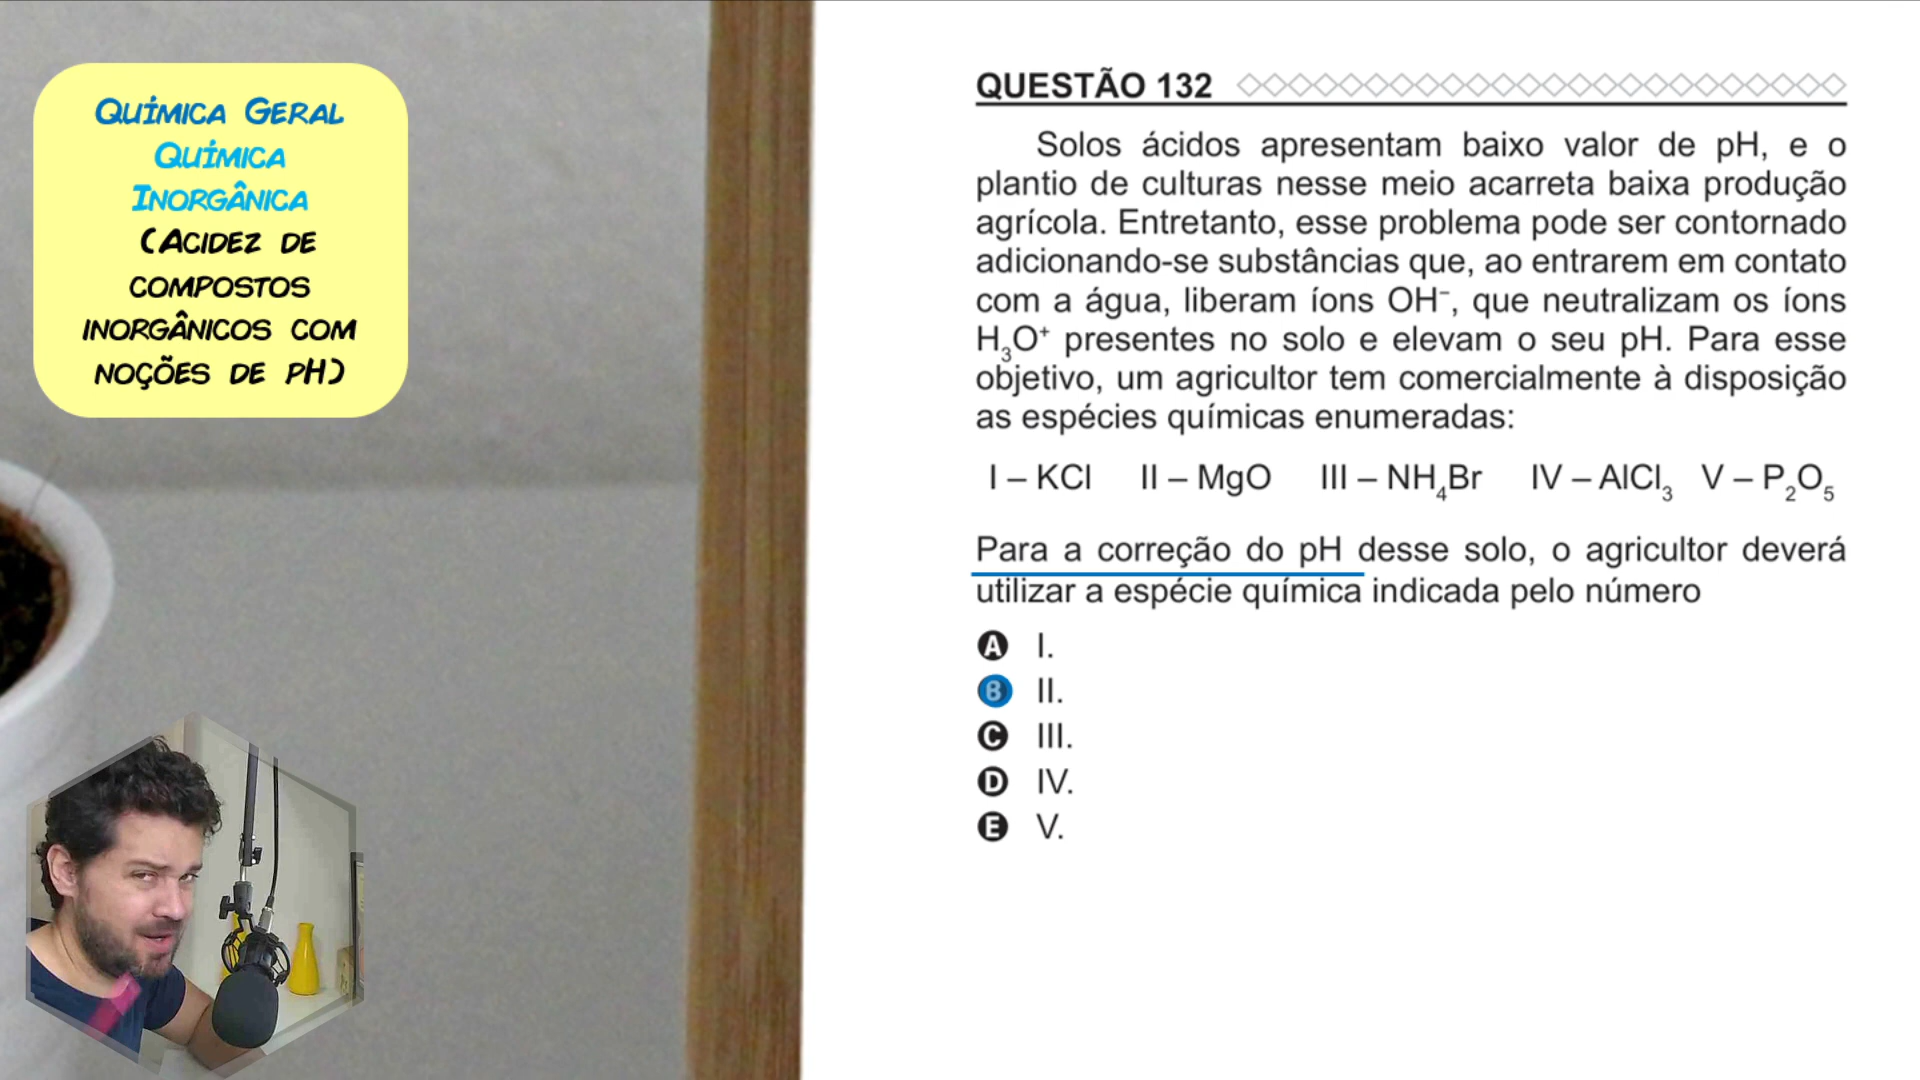 Química Geral
Química
Inorgânica
(Acidez de
compostos
inorgânicos com
noções de pH)
QUESTÃO 132
Solos ácidos apresentam baixo valor de pH, e o
plantio de culturas nesse meio acarreta baixa produção
agrícola. Entretanto, esse problema pode ser contornado
adicionando-se substâncias que, ao entrarem em contato
com a água, liberam íons OH⁻, que neutralizam os íons
H₃O⁺ presentes no solo e elevam o seu pH. Para esse
objetivo, um agricultor tem comercialmente à disposição
as espécies químicas enumeradas:
I – KCl II – MgO III – NH₄Br IV – AlCl₃ V – P₂O₅
Para a correção do pH desse solo, o agricultor deverá
utilizar a espécie química indicada pelo número
A I.
B II.
C III.
D IV.
E V.